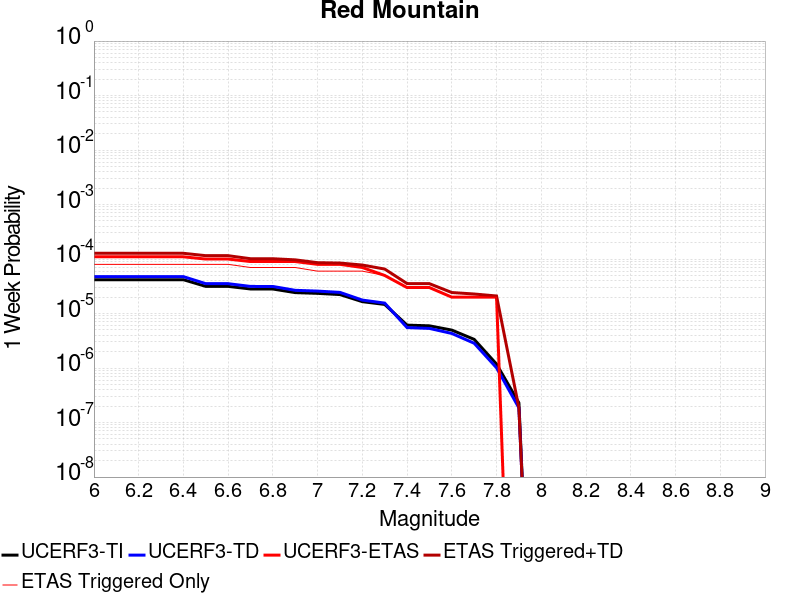 Red Mountain
10^0
10^-1
10^-2
10^-3
10^-4
10^-5
10^-6
10^-7
10^-8
1 Week Probability
6 6.2 6.4 6.6 6.8 7 7.2 7.4 7.6 7.8 8 8.2 8.4 8.6 8.8 9
Magnitude
UCERF3-TI UCERF3-TD UCERF3-ETAS ETAS Triggered+TD
ETAS Triggered Only